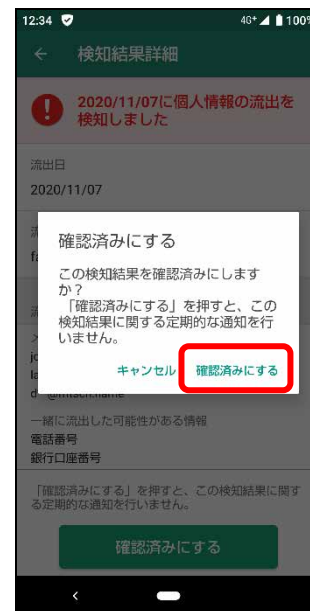 12:34 4G+ 100%
検知結果詳細
2020/11/07に個人情報の流出を
検知しました
流出日
2020/11/07
確認済みにする
この検知結果を確認済みにします
か?
「確認済みにする」を押すと、この
検知結果に関する定期的な通知を行
いません。
キャンセル 確認済みにする
一緒に流出した可能性がある情報
電話番号
銀行口座番号
「確認済みにする」を押すと、この検知結果に関す
る定期的な通知を行いません。
確認済みにする